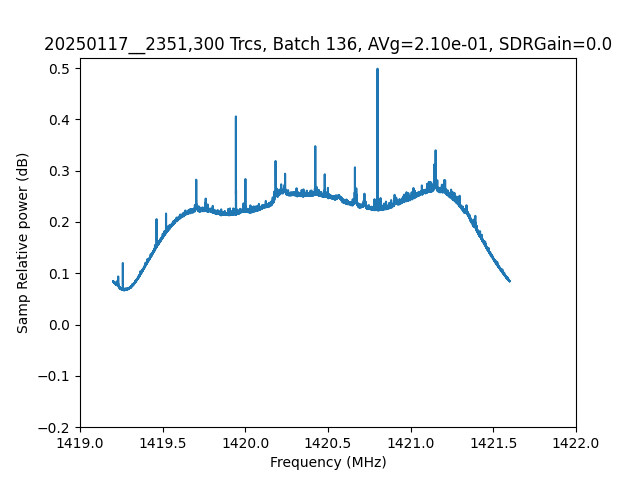 20250117__2351,300 Trcs, Batch 136, AVg=2.10e-01, SDRGain=0.0
Samp Relative power (dB)
0.5
0.4
0.3
0.2
0.1
0.0
−0.1
−0.2
1419.0 1419.5 1420.0 1420.5 1421.0 1421.5 1422.0
Frequency (MHz)